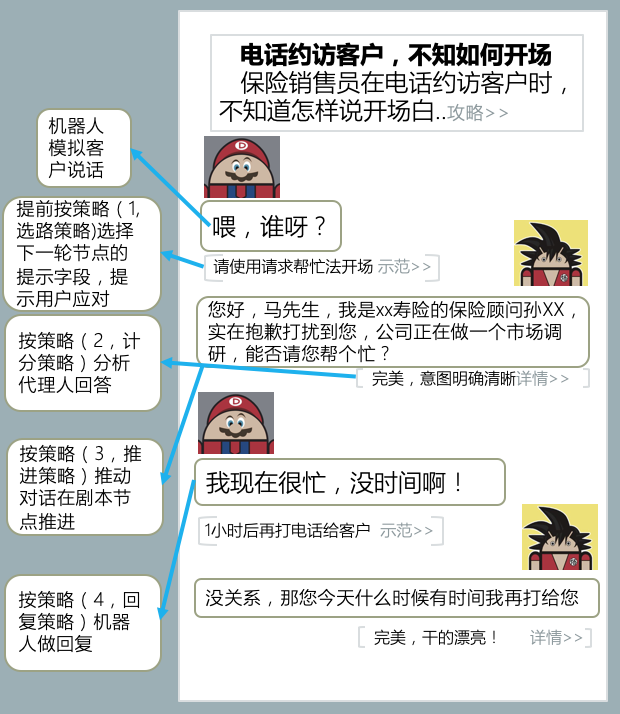 电话约访客户，不知如何开场
保险销售员在电话约访客户时，
不知道怎样说开场白..攻略>>
机器人
模拟客
户说话
喂，谁呀？
提前按策略（1,
选路策略)选择
下一轮节点的
提示字段，提
示用户应对
请使用请求帮忙法开场 示范>>
您好，马先生，我是xx寿险的保险顾问孙XX，
实在抱歉打扰到您，公司正在做一个市场调
研，能否请您帮个忙？
按策略（2，计
分策略）分析
代理人回答
完美，意图明确清晰详情>>
按策略（3，推
进策略）推动
对话在剧本节
点推进
我现在很忙，没时间啊！
1小时后再打电话给客户 示范>>
按策略（4，回
复策略）机器
人做回复
没关系，那您今天什么时候有时间我再打给您
完美，干的漂亮！ 详情>>